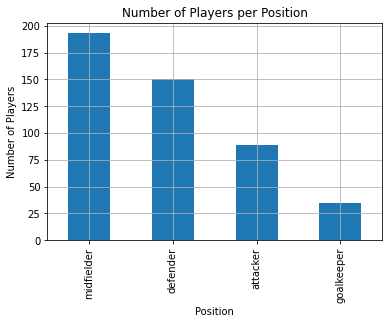 Number of Players per Position
200
175
150
125
100
75
50
25
0
Number of Players
midfielder
defender
attacker
goalkeeper
Position